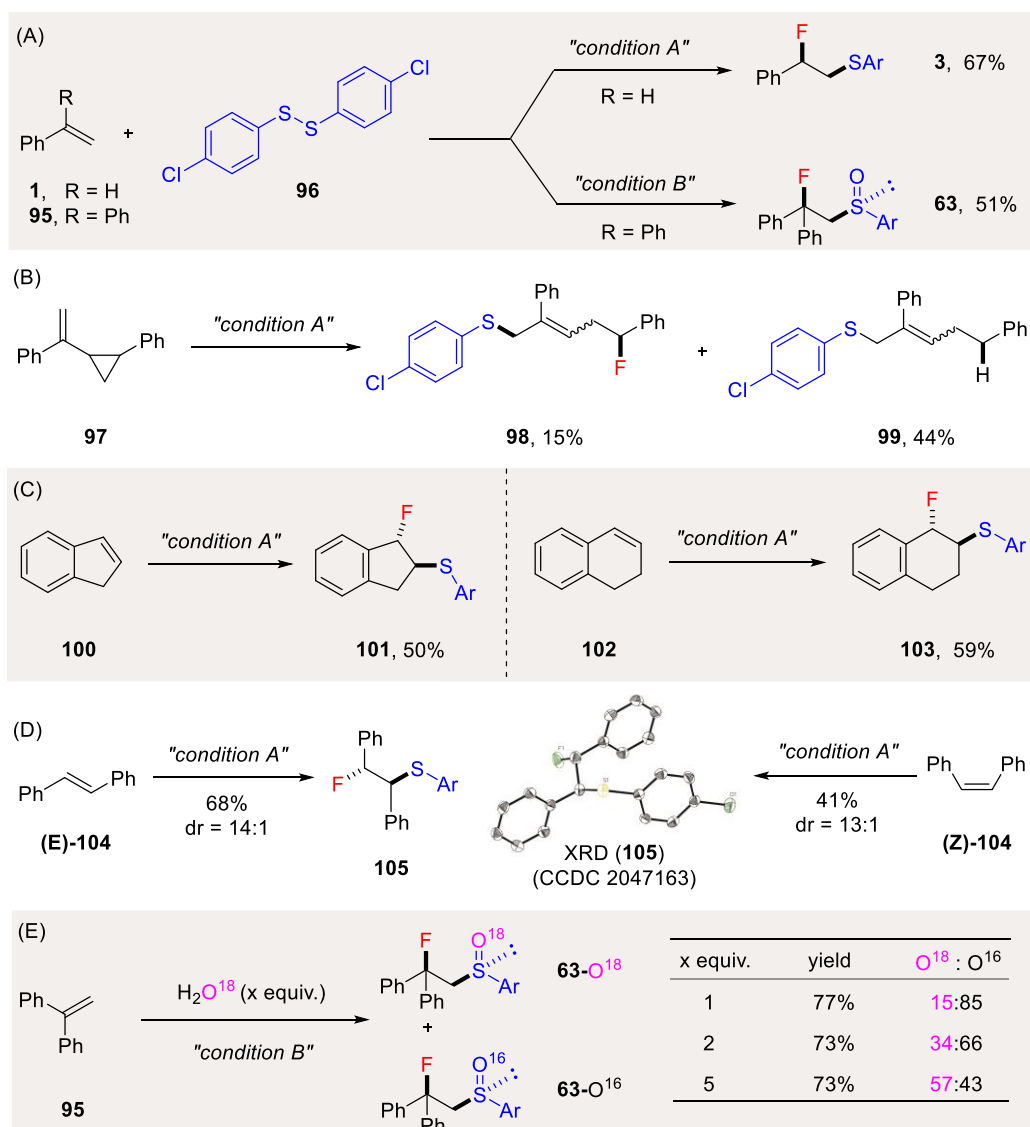 (A)
R
Ph
1, R = H
95, R = Ph
+
Cl
S
S
Cl
96
"condition A"
R = H
F
Ph
SAr
3, 67%
"condition B"
R = Ph
F
O
S
Ph
Ph
Ar
63, 51%
(B)
Ph
Ph
97
"condition A"
Ph
S
Ph
Cl
F
98, 15%
+
Ph
S
Ph
Cl
H
99, 44%
(C)
100
"condition A"
F
S
Ar
101, 50%
102
"condition A"
F
S
Ar
103, 59%
(D)
Ph
Ph
(E)-104
"condition A"
68%
dr = 14:1
Ph
F
S
Ar
Ph
105
XRD (105)
(CCDC 2047163)
"condition A"
41%
dr = 13:1
Ph
Ph
(Z)-104
(E)
Ph
Ph
95
H2O18 (x equiv.)
"condition B"
F
O18
S
Ph
Ph
Ar
63-O18
+
F
O16
S
Ph
Ph
Ar
63-O16
x equiv. yield O18 : O16
1 77% 15:85
2 73% 34:66
5 73% 57:43